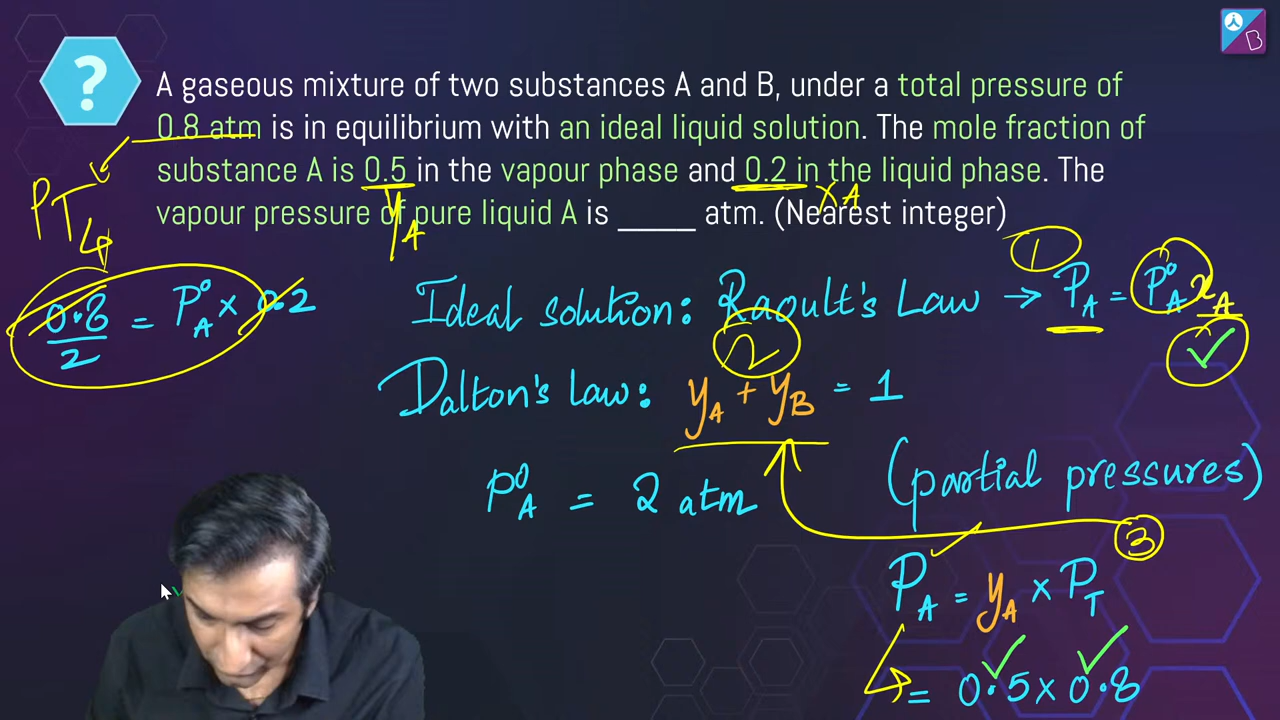 ?
A gaseous mixture of two substances A and B, under a total pressure of
0.8 atm is in equilibrium with an ideal liquid solution. The mole fraction of
substance A is 0.5 in the vapour phase and 0.2 in the liquid phase. The
vapour pressure of pure liquid A is _____ atm. (Nearest integer)
PT
yA
xA
4
0.8/2 = P°A × 0.2
1
Ideal solution: Raoult's Law → PA = P°A xA
2
Dalton's law: yA + yB = 1
P°A = 2 atm
(partial pressures)
3
PA = yA × PT
= 0.5 × 0.8
B